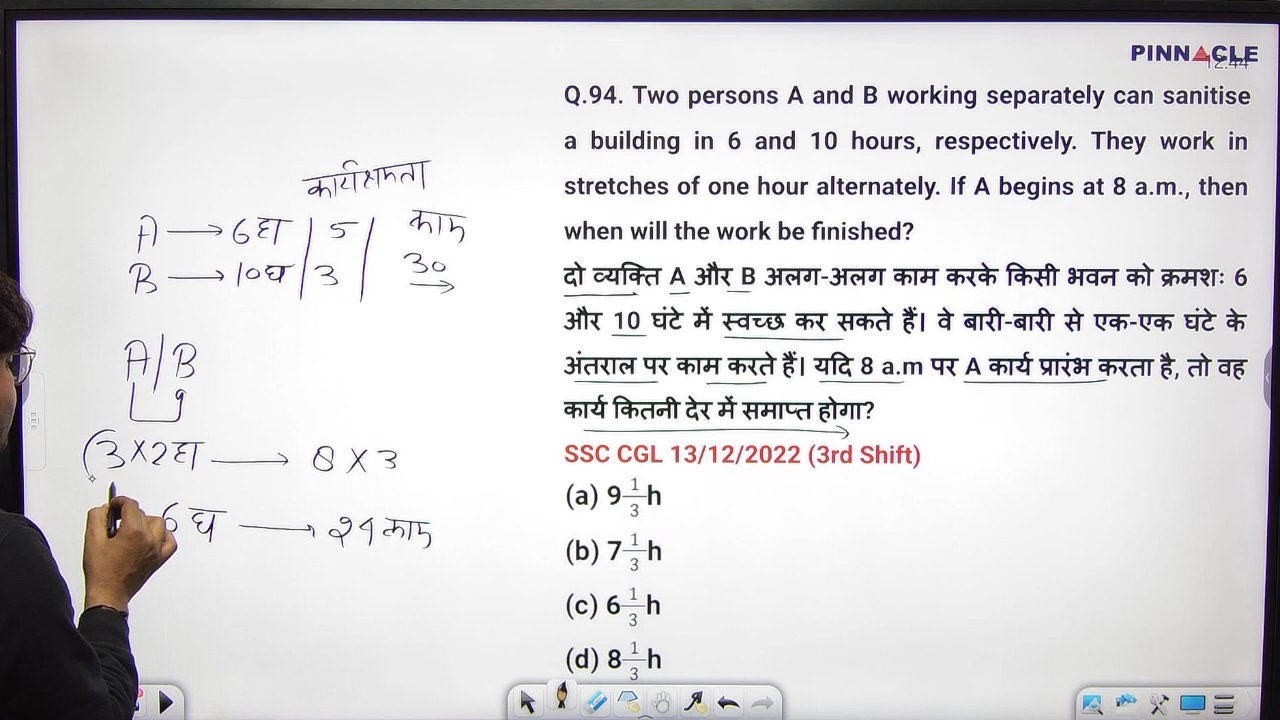 PINNACLE
12:44
Q.94. Two persons A and B working separately can sanitise
a building in 6 and 10 hours, respectively. They work in
stretches of one hour alternately. If A begins at 8 a.m., then
when will the work be finished?
दो व्यक्ति A और B अलग-अलग काम करके किसी भवन को क्रमशः 6
और 10 घंटे में स्वच्छ कर सकते हैं। वे बारी-बारी से एक-एक घंटे के
अंतराल पर काम करते हैं। यदि 8 a.m पर A कार्य प्रारंभ करता है, तो वह
कार्य कितनी देर में समाप्त होगा?
SSC CGL 13/12/2022 (3rd Shift)
(a) 9 1/3 h
(b) 7 1/3 h
(c) 6 1/3 h
(d) 8 1/3 h
कार्यक्षमता
A → 6घ | 5 | काम
B → 10घ | 3 | 30
A/B
(3×2घ → 8×3
6घ → 24 काम